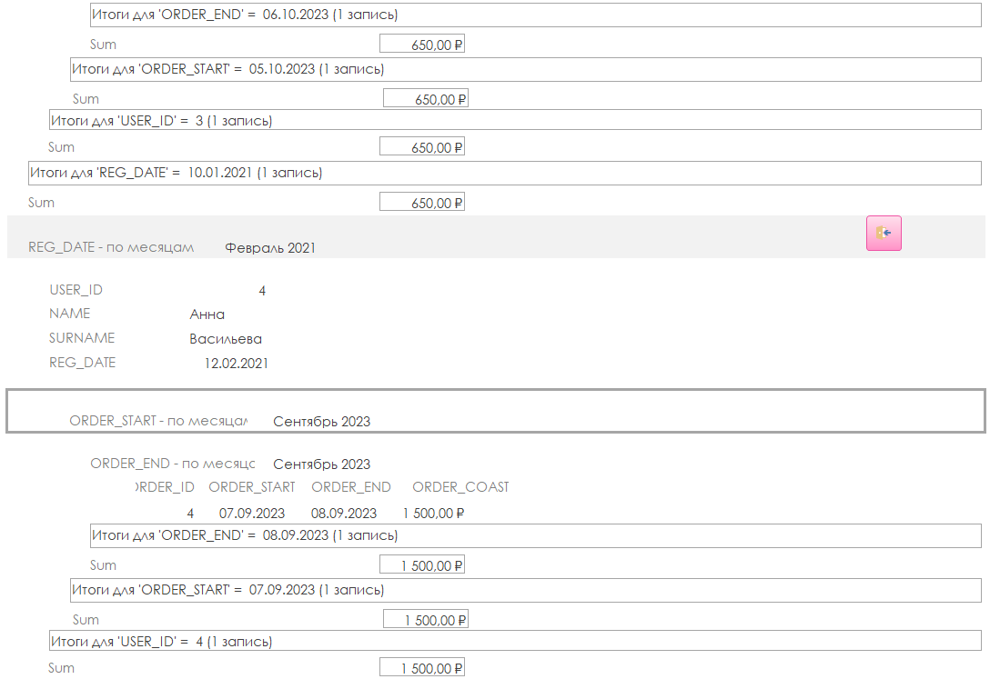 Итоги для 'ORDER_END' = 06.10.2023 (1 запись)
Sum 650,00 ₽
Итоги для 'ORDER_START' = 05.10.2023 (1 запись)
Sum 650,00 ₽
Итоги для 'USER_ID' = 3 (1 запись)
Sum 650,00 ₽
Итоги для 'REG_DATE' = 10.01.2021 (1 запись)
Sum 650,00 ₽
REG_DATE - по месяцам Февраль 2021
USER_ID 4
NAME Анна
SURNAME Васильева
REG_DATE 12.02.2021
ORDER_START - по месяцам Сентябрь 2023
ORDER_END - по месяцс Сентябрь 2023
ORDER_ID ORDER_START ORDER_END ORDER_COAST
4 07.09.2023 08.09.2023 1 500,00 ₽
Итоги для 'ORDER_END' = 08.09.2023 (1 запись)
Sum 1 500,00 ₽
Итоги для 'ORDER_START' = 07.09.2023 (1 запись)
Sum 1 500,00 ₽
Итоги для 'USER_ID' = 4 (1 запись)
Sum 1 500,00 ₽